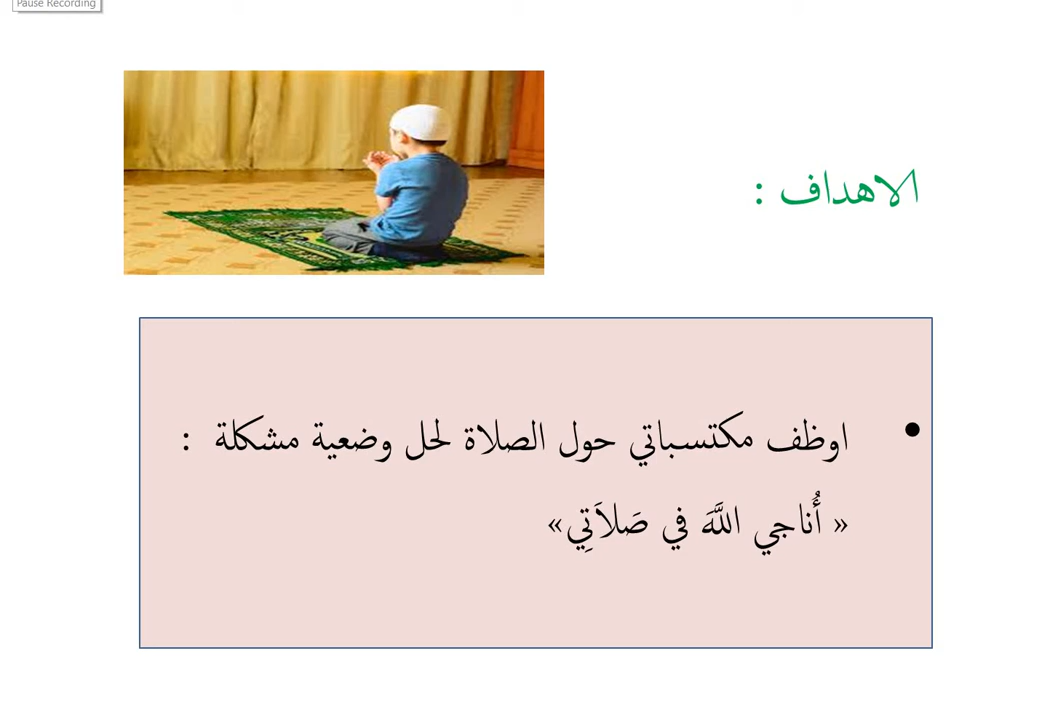 Pause Recording
الاهداف :
• اوظف مكتسباتي حول الصلاة لحل وضعية مشكلة :
« أُناجي اللَّهَ في صَلاَتِي»